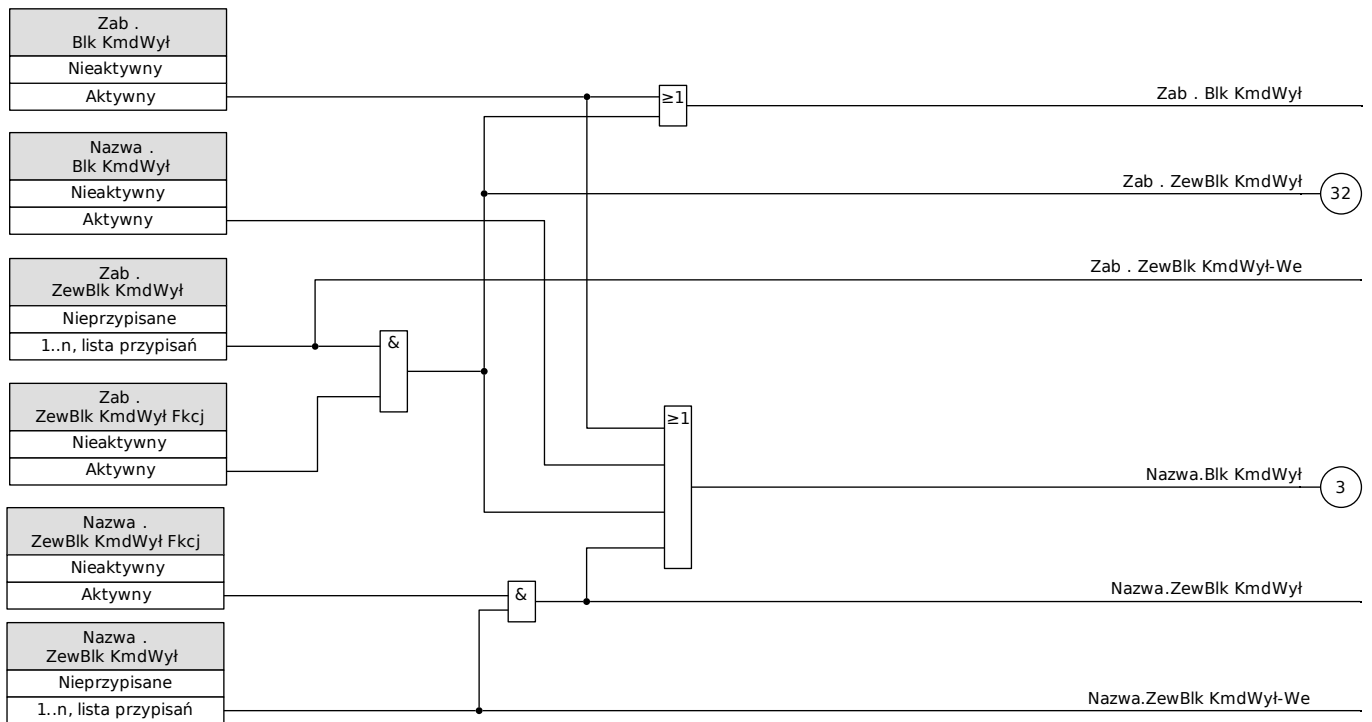 Zab .
Blk KmdWył
Nieaktywny
Aktywny
Nazwa .
Blk KmdWył
Nieaktywny
Aktywny
Zab .
ZewBlk KmdWył
Nieprzypisane
1..n, lista przypisań
Zab .
ZewBlk KmdWył Fkcj
Nieaktywny
Aktywny
Nazwa .
ZewBlk KmdWył Fkcj
Nieaktywny
Aktywny
Nazwa .
ZewBlk KmdWył
Nieprzypisane
1..n, lista przypisań
&
&
≥1
≥1
Zab . Blk KmdWył
Zab . ZewBlk KmdWył
32
Zab . ZewBlk KmdWył-We
Nazwa.Blk KmdWył
3
Nazwa.ZewBlk KmdWył
Nazwa.ZewBlk KmdWył-We